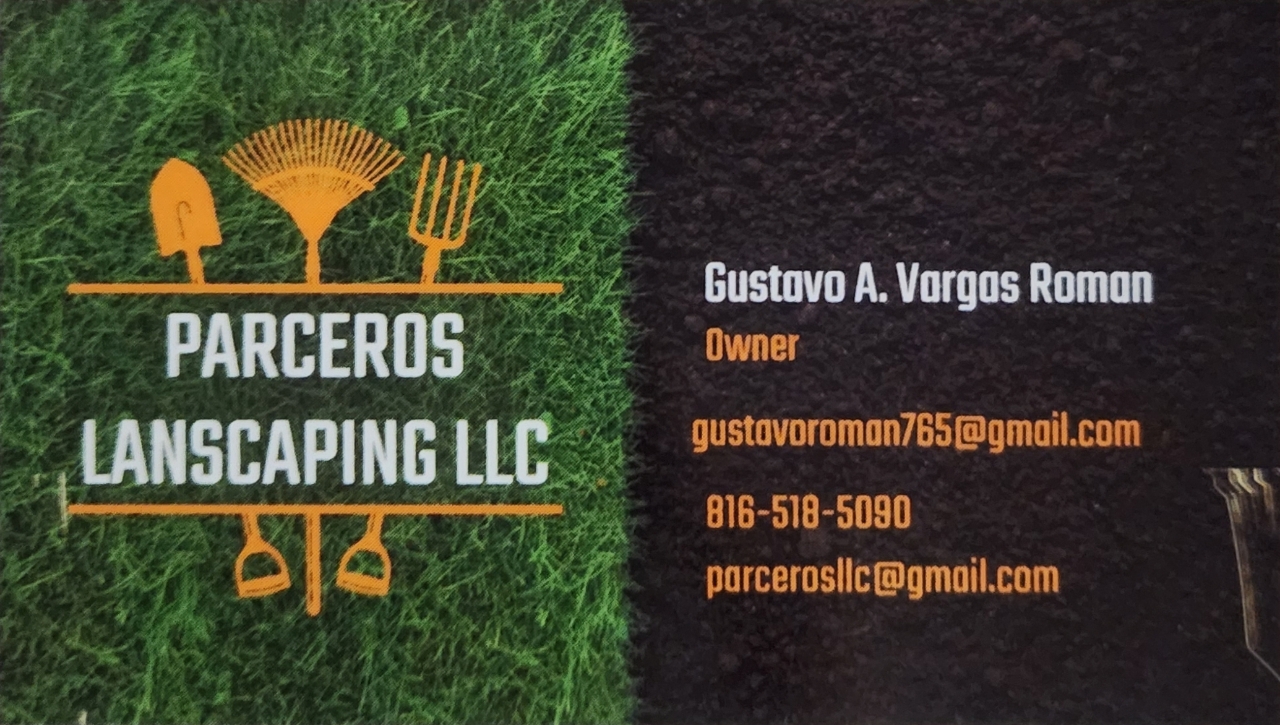 PARCEROS
LANSCAPING LLC
Gustavo A. Vargas Roman
Owner
gustavoroman765@gmail.com
816-518-5090
parcerosllc@gmail.com